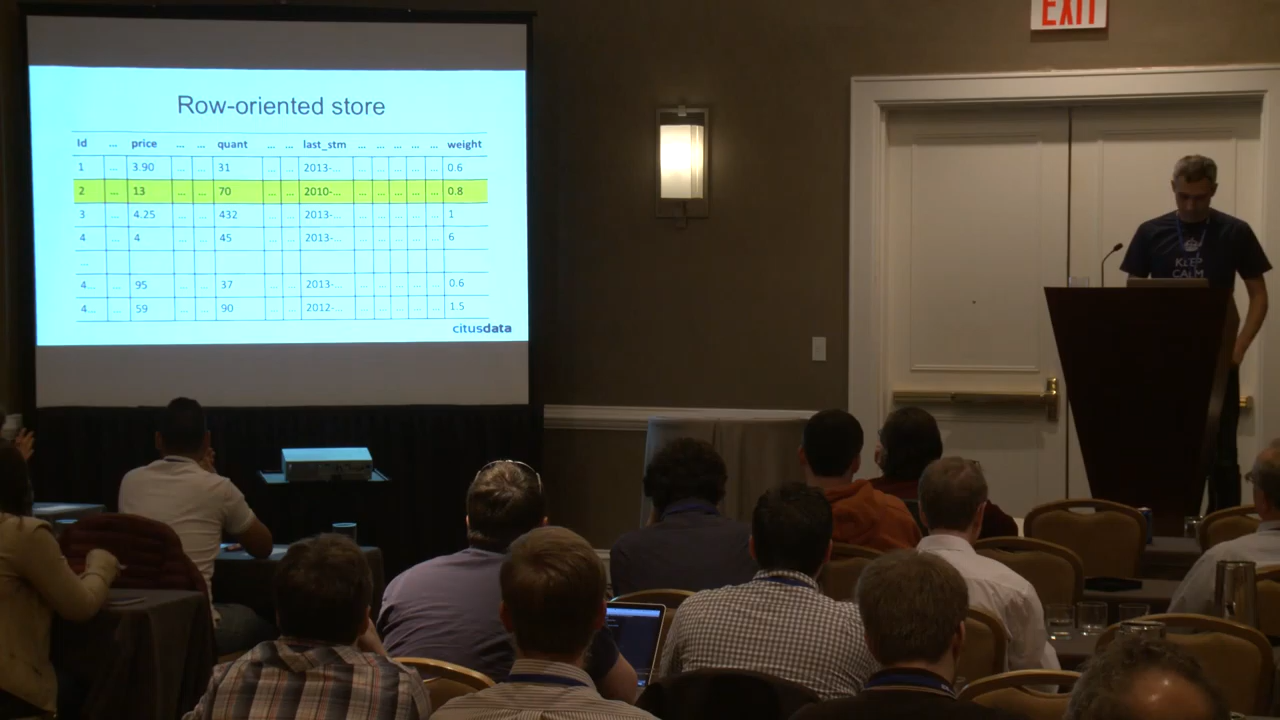 EXIT
Row-oriented store
Id ... price ... ... quant ... ... last_stm ... ... ... ... ... weight
1 ... 3.90 ... ... 31 ... ... 2013-... ... ... ... ... ... 0.6
2 ... 13 ... ... 70 ... ... 2010-... ... ... ... ... ... 0.8
3 ... 4.25 ... ... 432 ... ... 2013-... ... ... ... ... ... 1
4 ... 4 ... ... 45 ... ... 2013-... ... ... ... ... ... 6
...
4... ... 95 ... ... 37 ... ... 2013-... ... ... ... ... ... 0.6
4... ... 59 ... ... 90 ... ... 2012-... ... ... ... ... ... 1.5
citusdata
KEEP
CALM